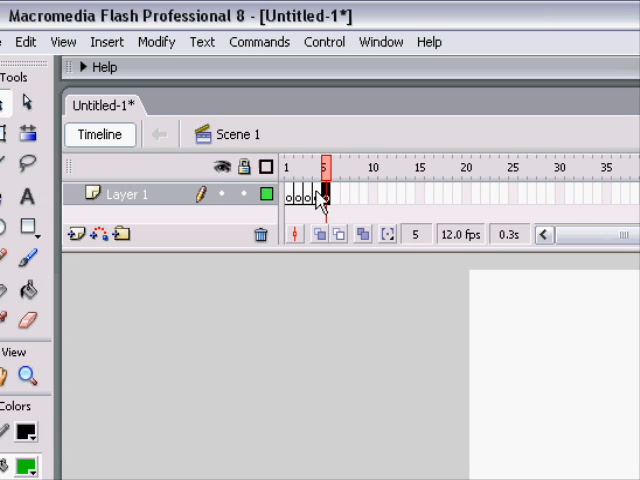 Macromedia Flash Professional 8 - [Untitled-1*]
Edit View Insert Modify Text Commands Control Window Help
Tools
Help
Untitled-1*
Timeline
Scene 1
1 5 10 15 20 25 30 35
Layer 1
5 12.0 fps 0.3s
View
Colors